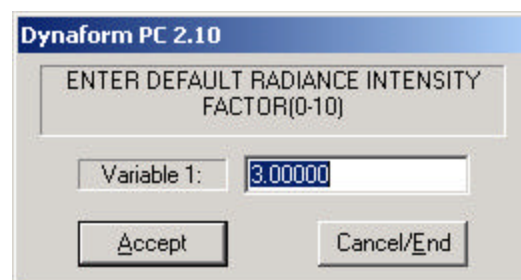 Dynaform PC 2.10
ENTER DEFAULT RADIANCE INTENSITY
FACTOR(0-10)
Variable 1:
3.00000
Accept
Cancel/End